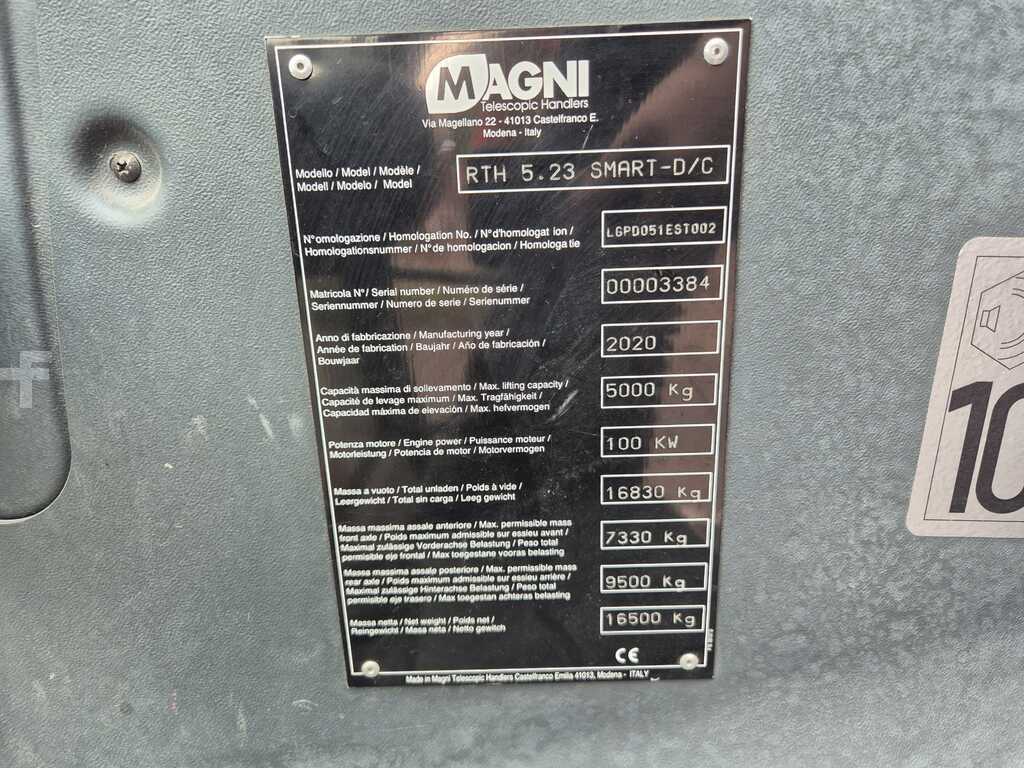 MAGNI
Telescopic Handlers
Via Magellano 22 - 41013 Castelfranco E.
Modena - Italy
Modello / Model / Modèle /
Modell / Modelo / Model
RTH 5.23 SMART-D/C
N°omologazione / Homologation No. / N°d'homologat ion /
Homologationsnummer / N°de homologacion / Homologa tie
LGPD051EST002
Matricola N°/ Serial number / Numéro de série /
Seriennummer / Numero de serie / Serienummer
00003384
Anno di fabbricazione / Manufacturing year /
Année de fabrication / Baujahr / Año de fabricación /
Bouwjaar
2020
Capacità massima di sollevamento / Max. lifting capacity /
Capacité de levage maximum / Max. Tragfähigkeit /
Capacidad máxima de elevación / Max. hefvermogen
5000 Kg
Potenza motore / Engine power / Puissance moteur /
Motorleistung / Potencia de motor / Motorvermogen
100 KW
Massa a vuoto / Total unladen / Poids à vide /
Leergewicht / Total sin carga / Leeg gewicht
16830 Kg
Massa massima assale anteriore / Max. permissible mass
front axle / Poids maximum admissible sur essieu avant /
Maximal zulässige Vorderachse Belastung / Peso total
permisible eje frontal / Max toegestane vooras belasting
7330 Kg
Massa massima assale posteriore / Max. permissible mass
rear axle / Poids maximum admissible sur essieu arrière /
Maximal zulässige Hinterachse Belastung / Peso total
permisible eje trasero / Max toegestan achteras belasting
9500 Kg
Massa netta / Net weight / Poids net /
Reingewicht / Masa neta / Netto gewitch
16500 Kg
CE
Made in Magni Telescopic Handlers Castelfranco Emilia 41013, Modena - ITALY
10